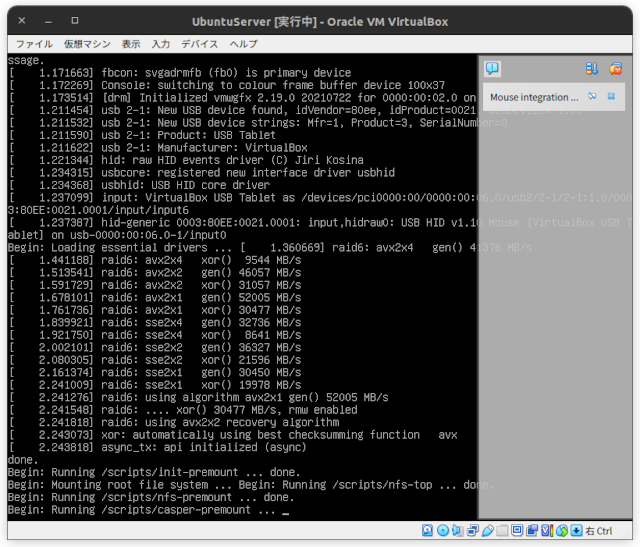 UbuntuServer [実行中] - Oracle VM VirtualBox
ファイル 仮想マシン 表示 入力 デバイス ヘルプ
ssage.
[    1.171663] fbcon: svgadrmfb (fb0) is primary device
[    1.172269] Console: switching to colour frame buffer device 100x37
[    1.173514] [drm] Initialized vmwgfx 2.19.0 20210722 for 0000:00:02.0 on
[    1.211454] usb 2-1: New USB device found, idVendor=80ee, idProduct=0021
[    1.211532] usb 2-1: New USB device strings: Mfr=1, Product=3, SerialNumber=0
[    1.211590] usb 2-1: Product: USB Tablet
[    1.211622] usb 2-1: Manufacturer: VirtualBox
[    1.221344] hid: raw HID events driver (C) Jiri Kosina
[    1.234315] usbcore: registered new interface driver usbhid
[    1.234368] usbhid: USB HID core driver
[    1.237099] input: VirtualBox USB Tablet as /devices/pci0000:00/0000:00:06.0/usb2/2-1/2-1:1.0/000
3:80EE:0021.0001/input/input6
[    1.237387] hid-generic 0003:80EE:0021.0001: input,hidraw0: USB HID v1.10 Mouse [VirtualBox USB T
ablet] on usb-0000:00:06.0-1/input0
Begin: Loading essential drivers ... [    1.360669] raid6: avx2x4   gen() 41376 MB/s
[    1.441188] raid6: avx2x4   xor()  9544 MB/s
[    1.513541] raid6: avx2x2   gen() 46057 MB/s
[    1.591729] raid6: avx2x2   xor() 31057 MB/s
[    1.678101] raid6: avx2x1   gen() 52005 MB/s
[    1.761736] raid6: avx2x1   xor() 30477 MB/s
[    1.839921] raid6: sse2x4   gen() 32736 MB/s
[    1.921750] raid6: sse2x4   xor()  8641 MB/s
[    2.002101] raid6: sse2x2   gen() 36327 MB/s
[    2.080305] raid6: sse2x2   xor() 21596 MB/s
[    2.161374] raid6: sse2x1   gen() 30450 MB/s
[    2.241009] raid6: sse2x1   xor() 19978 MB/s
[    2.241276] raid6: using algorithm avx2x1 gen() 52005 MB/s
[    2.241548] raid6: .... xor() 30477 MB/s, rmw enabled
[    2.241818] raid6: using avx2x2 recovery algorithm
[    2.243073] xor: automatically using best checksumming function   avx
[    2.243818] async_tx: api initialized (async)
done.
Begin: Running /scripts/init-premount ... done.
Begin: Mounting root file system ... Begin: Running /scripts/nfs-top ... done.
Begin: Running /scripts/nfs-premount ... done.
Begin: Running /scripts/casper-premount ... _
Mouse integration ...
右 Ctrl